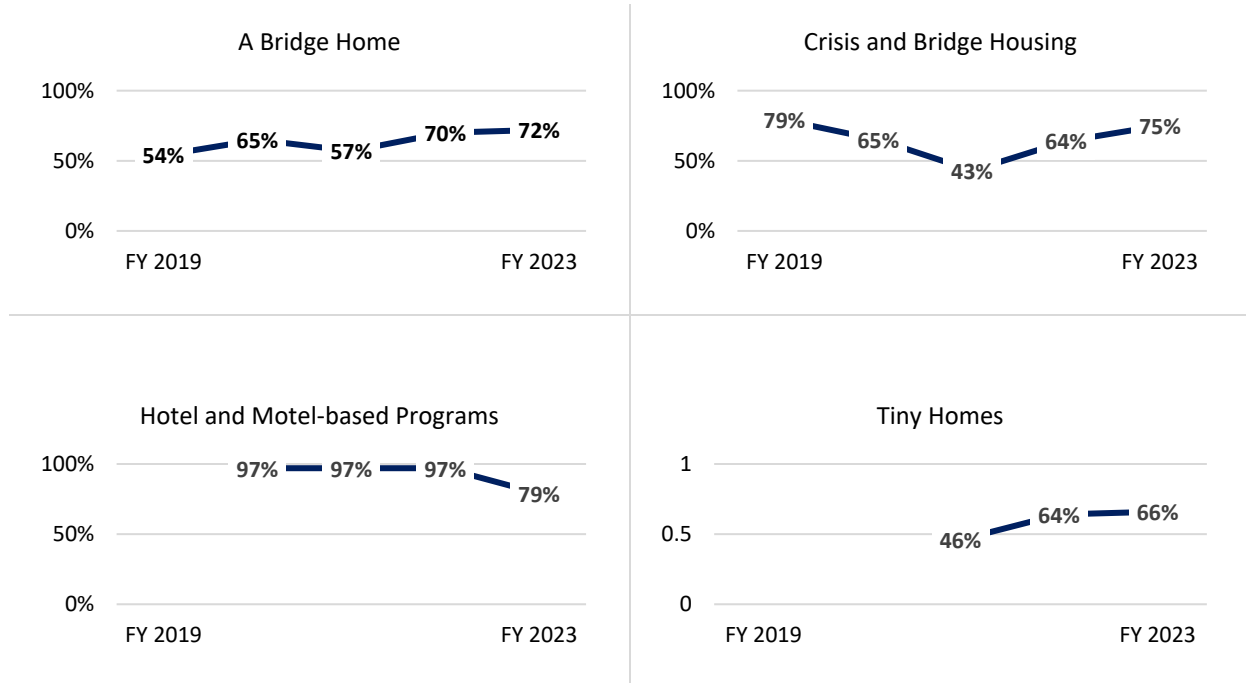 A Bridge Home
100%
50%
0%
54%
65%
57%
70%
72%
FY 2019
FY 2023
Crisis and Bridge Housing
100%
50%
0%
79%
65%
43%
64%
75%
FY 2019
FY 2023
Hotel and Motel-based Programs
100%
50%
0%
97%
97%
97%
79%
FY 2019
FY 2023
Tiny Homes
1
0.5
0
46%
64%
66%
FY 2019
FY 2023